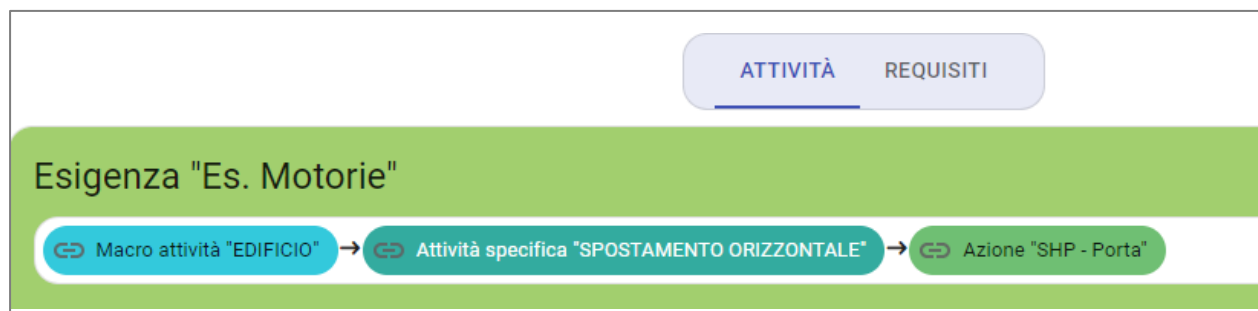 ATTIVITÀ REQUISITI
Esigenza "Es. Motorie"
Macro attività "EDIFICIO" → Attività specifica "SPOSTAMENTO ORIZZONTALE" → Azione "SHP - Porta"